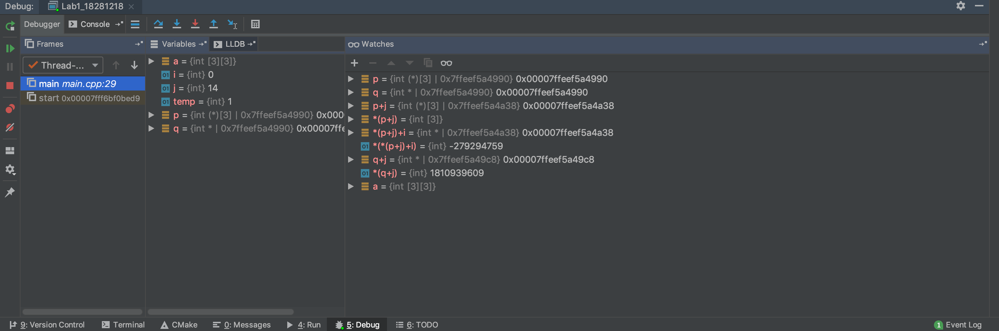 Debug: Lab1_18281218
Debugger Console
Frames Variables LLDB Watches
Thread-...
main main.cpp:29
start 0x00007fff6bf0bed9
a = {int [3][3]}
i = {int} 0
j = {int} 14
temp = {int} 1
p = {int (*)[3] | 0x7ffeef5a4990} 0x000
q = {int * | 0x7ffeef5a4990} 0x00007ffe
p = {int (*)[3] | 0x7ffeef5a4990} 0x00007ffeef5a4990
q = {int * | 0x7ffeef5a4990} 0x00007ffeef5a4990
p+j = {int (*)[3] | 0x7ffeef5a4a38} 0x00007ffeef5a4a38
*(p+j) = {int [3]}
*(p+j)+i = {int * | 0x7ffeef5a4a38} 0x00007ffeef5a4a38
*(*(p+j)+i) = {int} -279294759
q+j = {int * | 0x7ffeef5a49c8} 0x00007ffeef5a49c8
*(q+j) = {int} 1810939609
a = {int [3][3]}
9: Version Control Terminal CMake 0: Messages 4: Run 5: Debug 6: TODO 1 Event Log